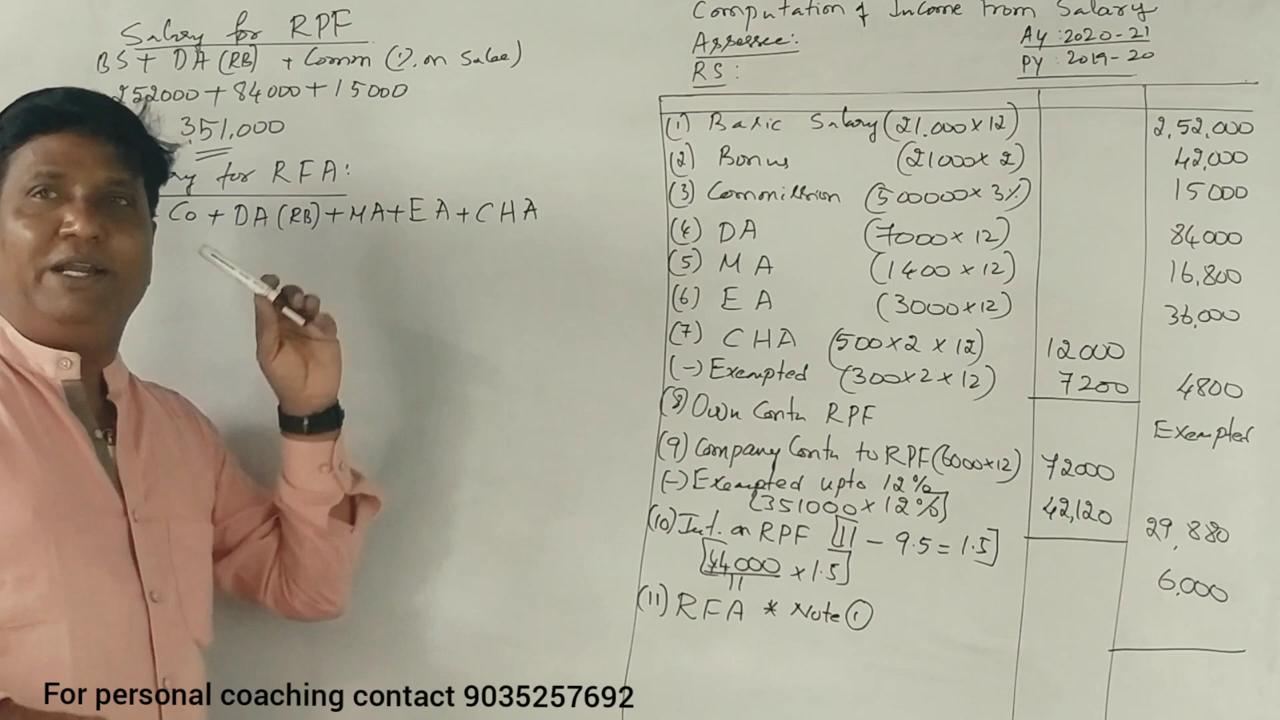 Salary for RPF
BS + DA (RB) + Comm (% on Sales)
252000 + 84000 + 15000
351,000
for RFA:
Co + DA (RB) + MA + EA + CHA
Computation of Income from Salary
Assessee:
AY : 2020-21
RS :
PY : 2019-20
(1) Basic Salary (21,000 x 12) 2,52,000
(2) Bonus (21000 x 2) 42,000
(3) Commission (500000 x 3%) 15000
(4) DA (7000 x 12) 84000
(5) MA (1400 x 12) 16,800
(6) EA (3000 x 12) 36,000
(7) CHA (500 x 2 x 12) 12000
(-) Exempted (300 x 2 x 12) 7200 4800
(8) Own Contn RPF Exempted
(9) Company Contn to RPF (6000 x 12) 72000
(-) Exempted upto 12%
[351000 x 12%] 42,120 29,880
(10) Int. on RPF [11 - 9.5 = 1.5]
[44000/11 x 1.5] 6,000
(11) RFA * Note (1)
For personal coaching contact 9035257692